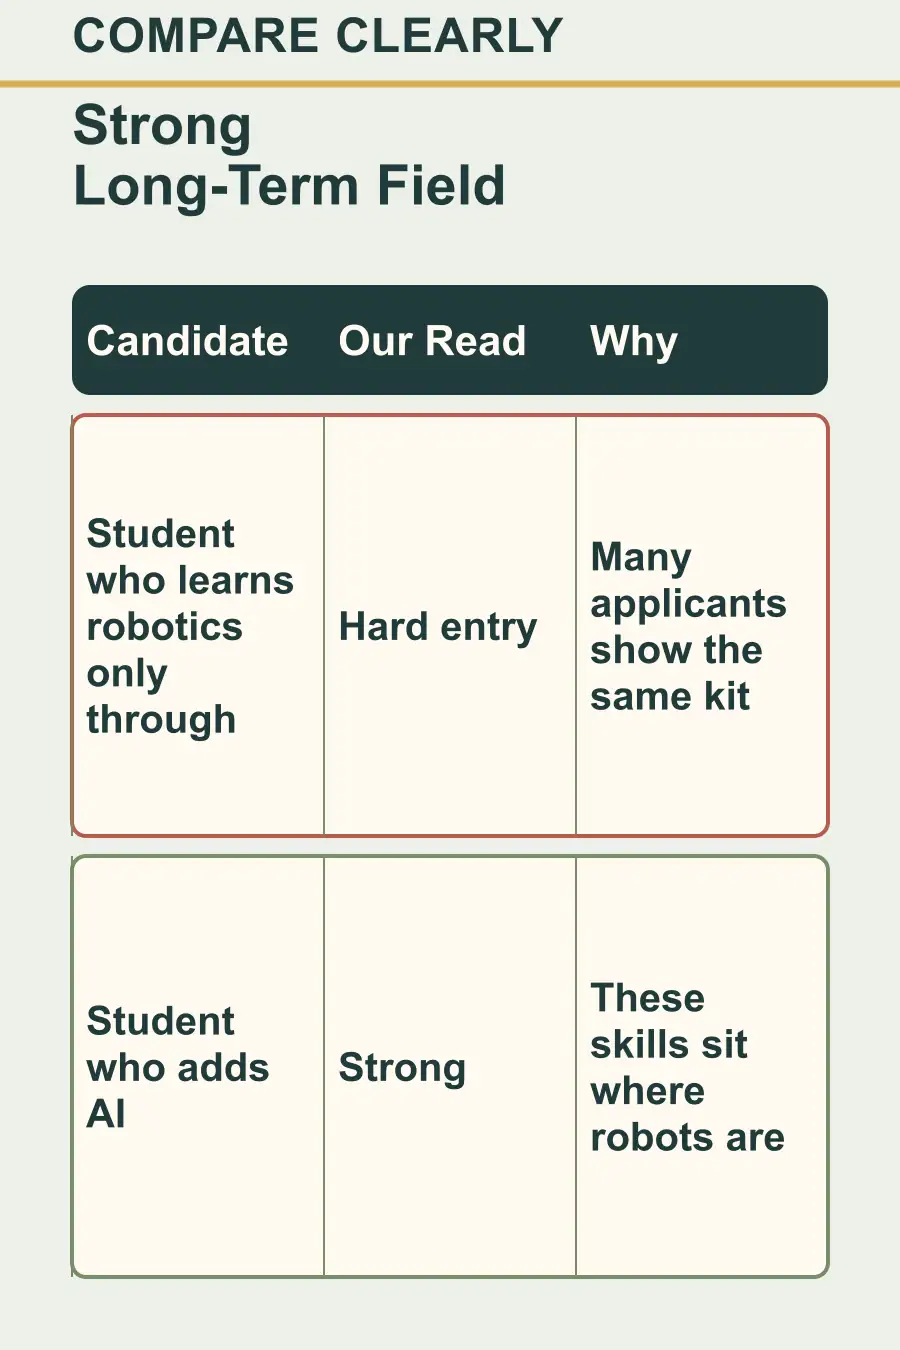 COMPARE CLEARLY
Strong
Long-Term Field
Candidate Our Read Why
Student
who learns
robotics
only
through
Hard entry
Many
applicants
show the
same kit
Student
who adds
AI
Strong
These
skills sit
where
robots are